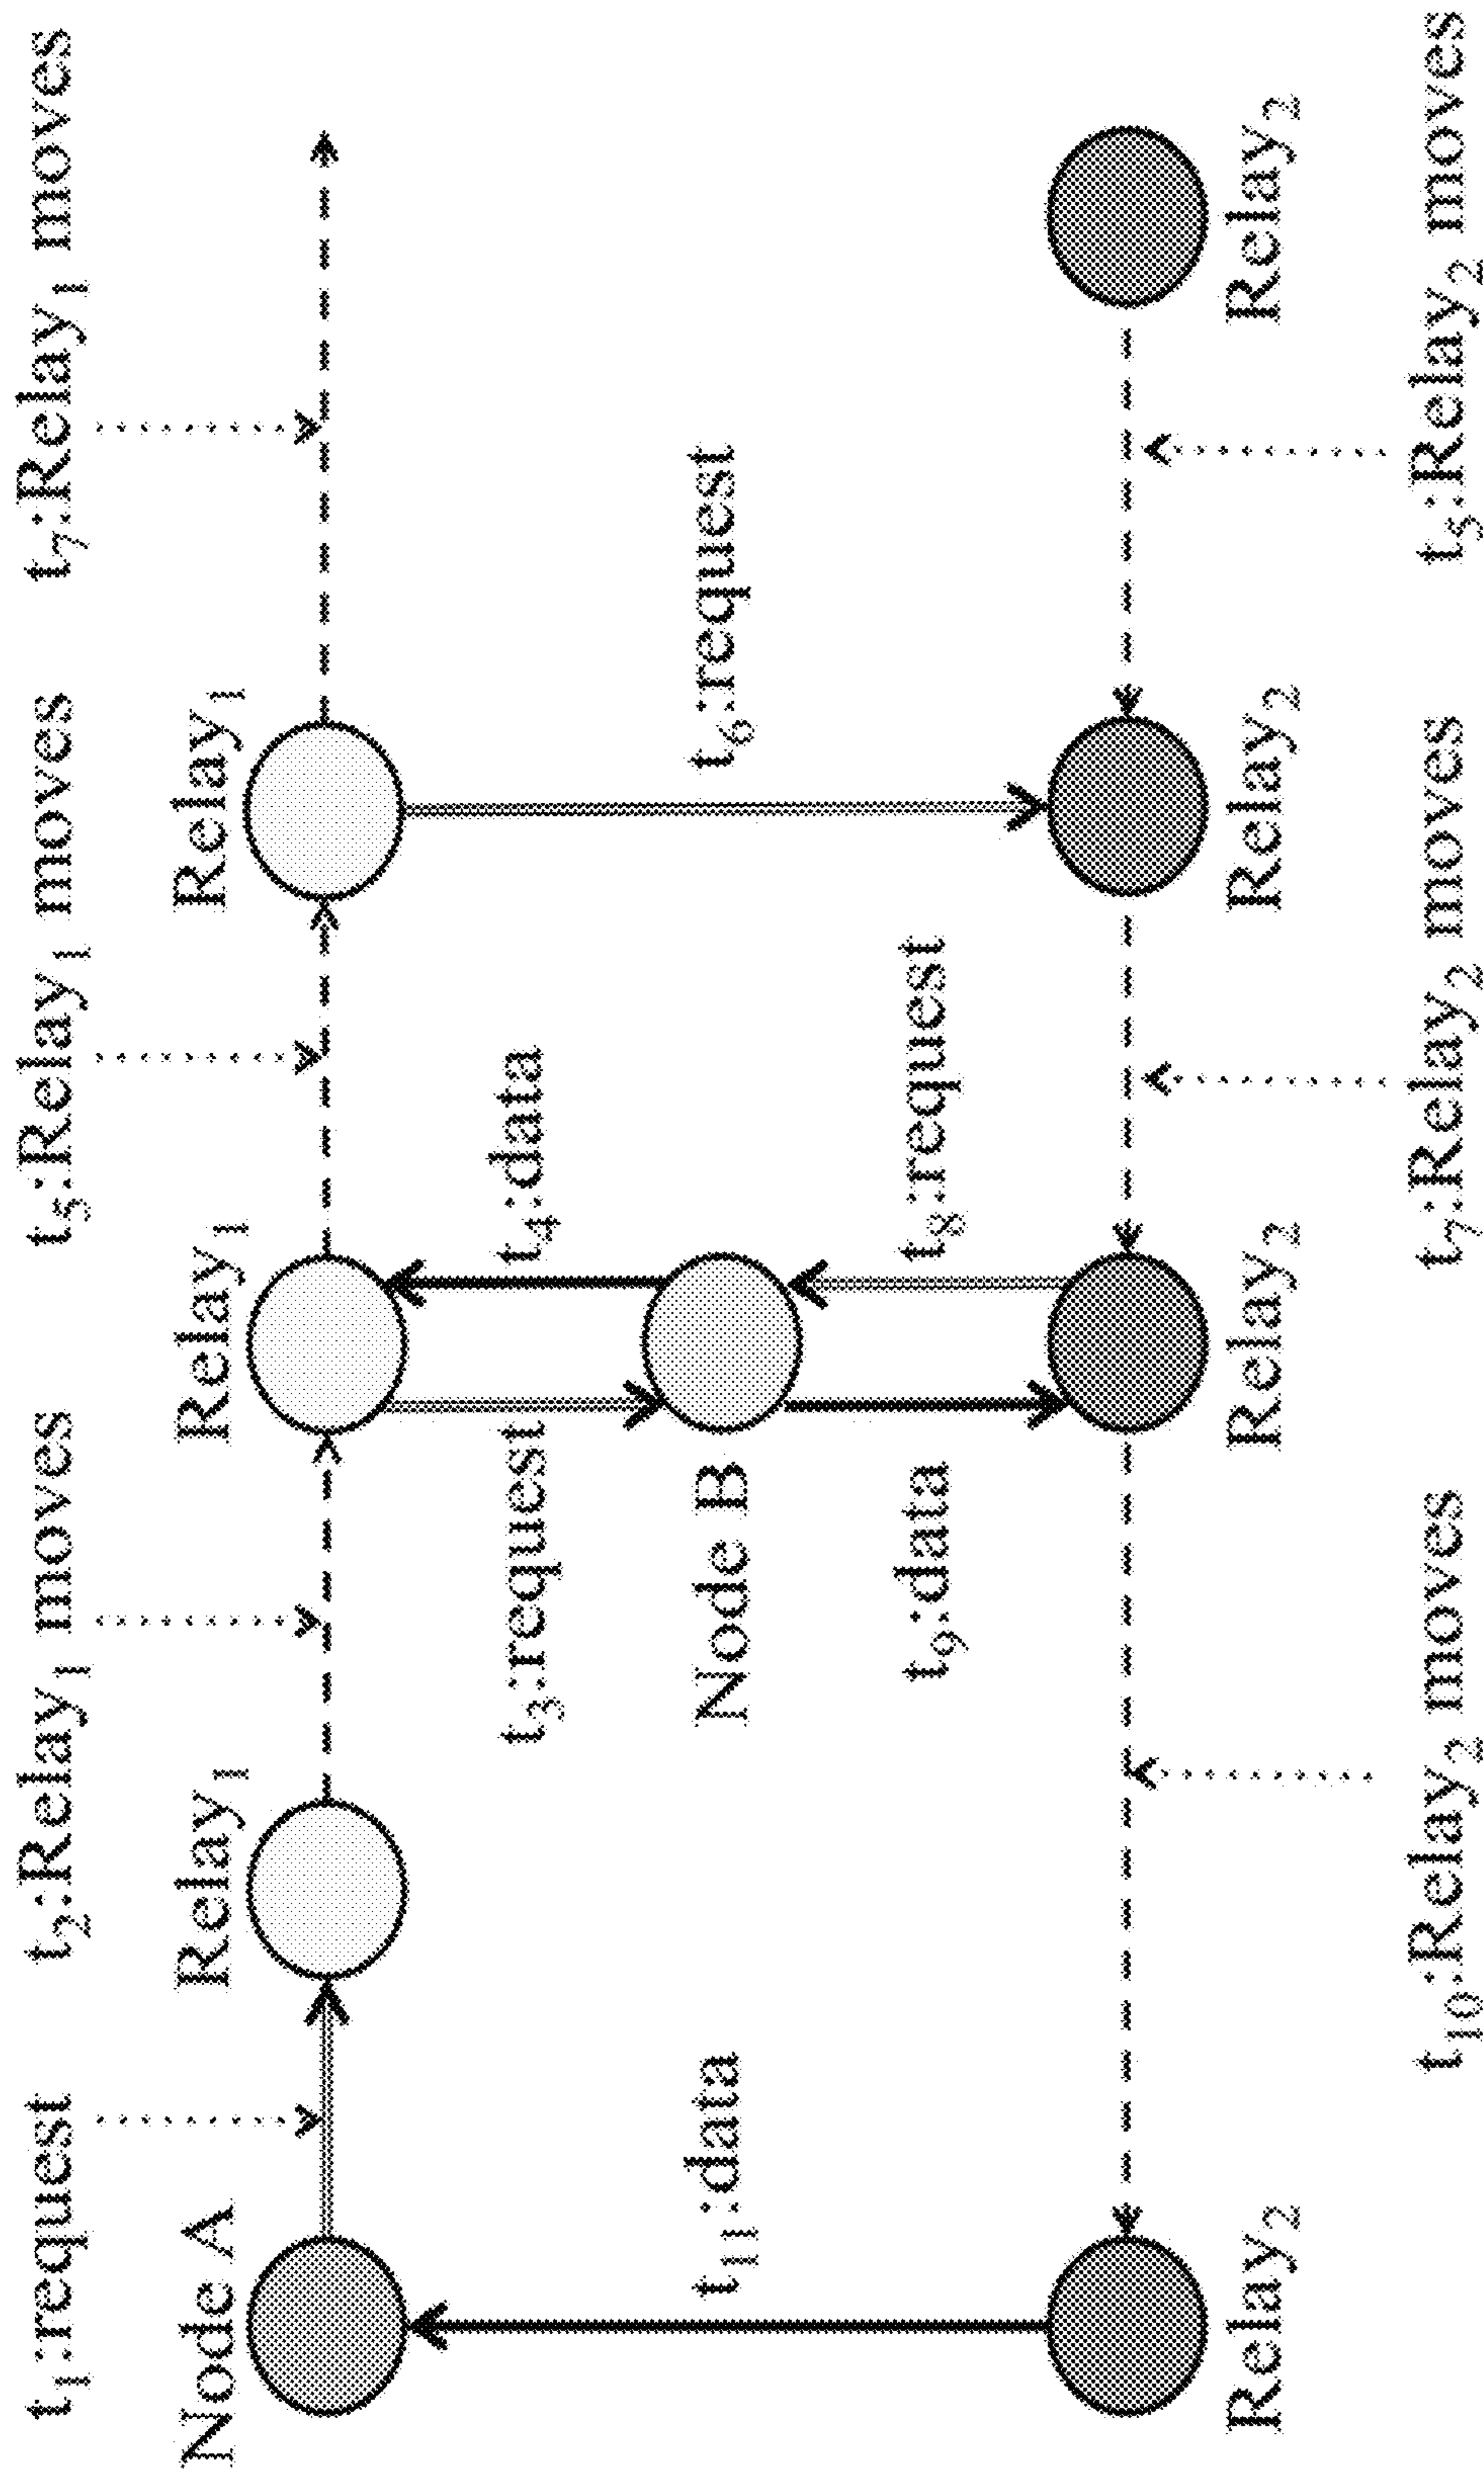 t₁:request
t₂:Relay₁ moves
t₅:Relay₁ moves
t₇:Relay₁ moves
Node A
Relay₁
Relay₁
Relay₁
t₃:request
t₄:data
t₁₁:data
Node B
t₆:request
t₉:data
t₈:request
Relay₂
Relay₂
Relay₂
Relay₂
t₁₀:Relay₂ moves
t₇:Relay₂ moves
t₅:Relay₂ moves